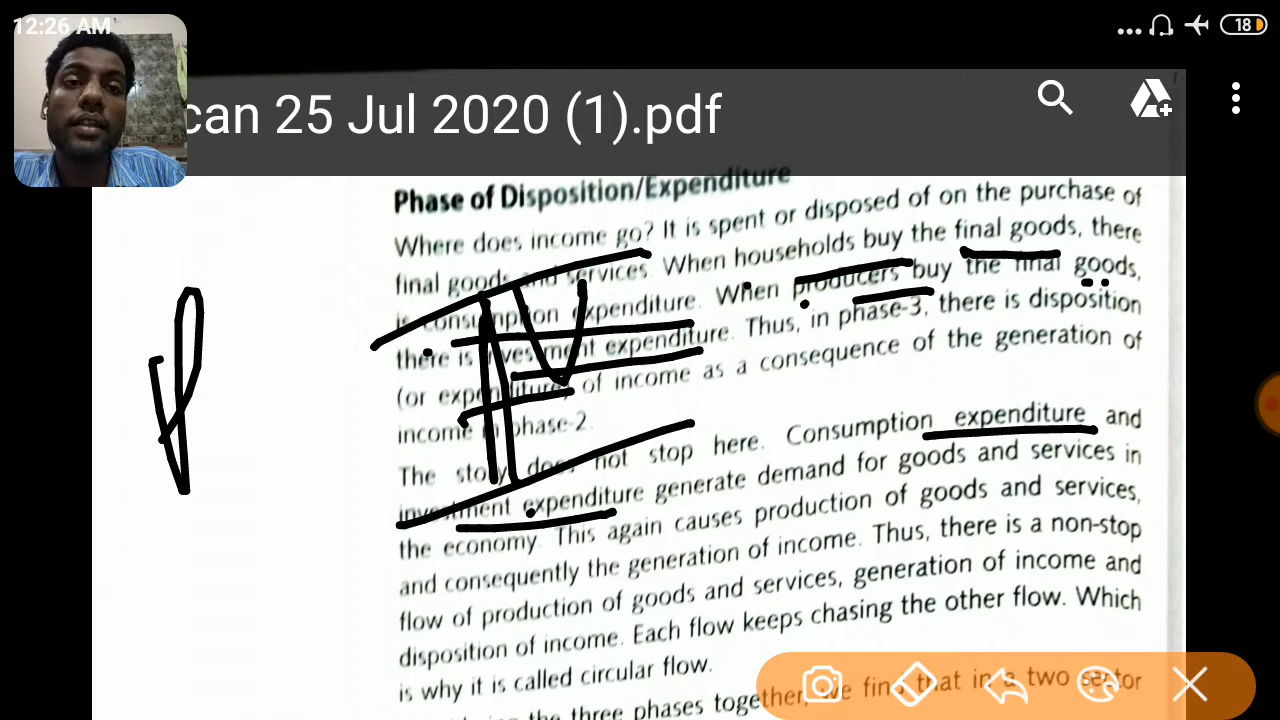 12:26 AM
18
can 25 Jul 2020 (1).pdf
Phase of Disposition/Expenditure
Where does income go? It is spent or disposed of on the purchase of
final goods and services. When households buy the final goods, there
is consumption expenditure. When producers buy the final goods,
there is investment expenditure. Thus, in phase-3, there is disposition
(or expenditure) of income as a consequence of the generation of
income in phase-2.
The story does not stop here. Consumption expenditure and
investment expenditure generate demand for goods and services in
the economy. This again causes production of goods and services,
and consequently the generation of income. Thus, there is a non-stop
flow of production of goods and services, generation of income and
disposition of income. Each flow keeps chasing the other flow. Which
is why it is called circular flow.
the three phases together, we find that in a two sector